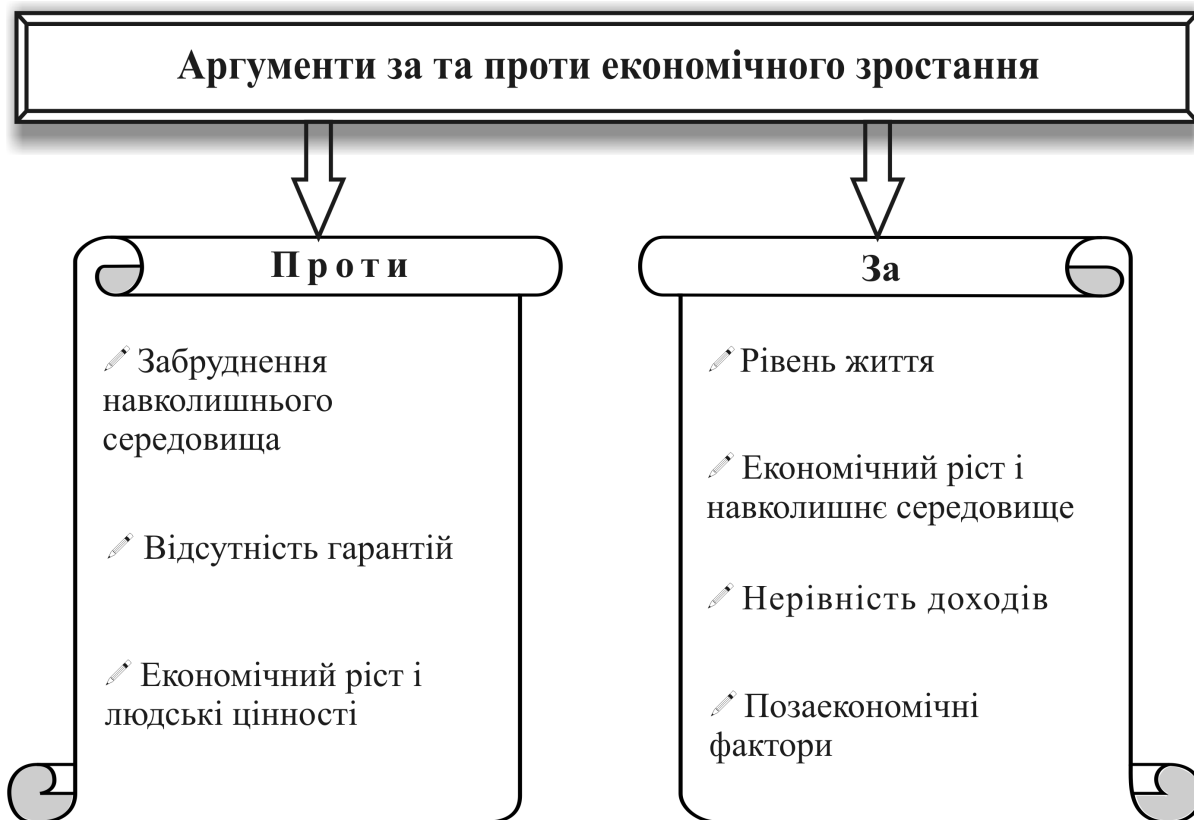 Аргументи за та проти економічного зростання
Проти
Забруднення
навколишнього
середовища
Відсутність гарантій
Економічний ріст і
людські цінності
За
Рівень життя
Економічний ріст і
навколишнє середовище
Нерівність доходів
Позаекономічні
фактори